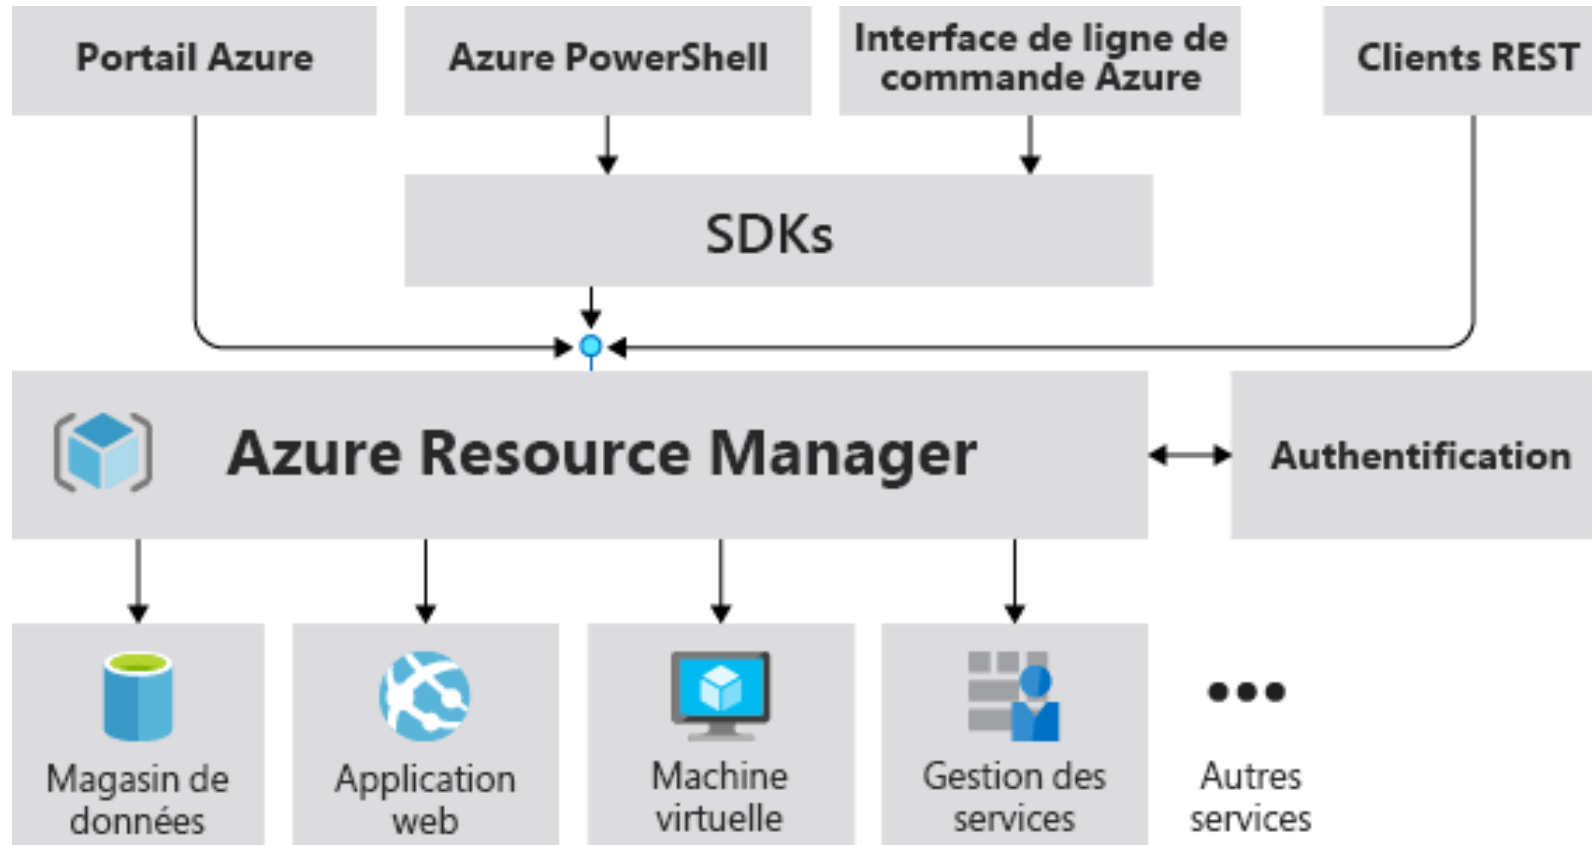 Portail Azure
Azure PowerShell
Interface de ligne de
commande Azure
Clients REST
SDKs
Azure Resource Manager
Authentification
Magasin de
données
Application
web
Machine
virtuelle
Gestion des
services
Autres
services